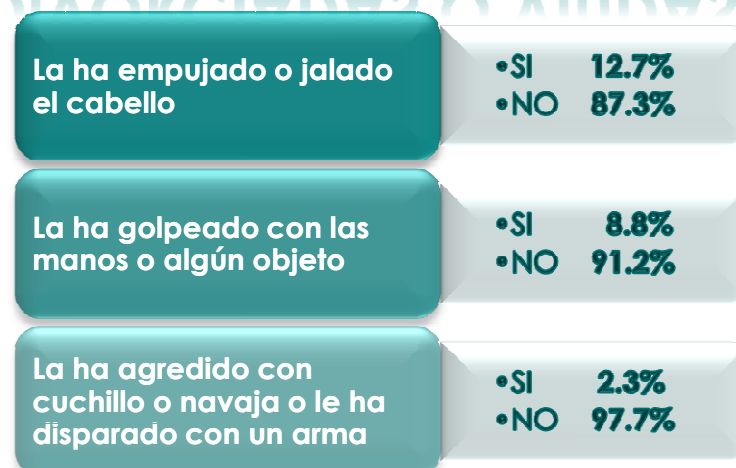 La ha empujado o jalado
el cabello
•SI 12.7%
•NO 87.3%
La ha golpeado con las
manos o algún objeto
•SI 8.8%
•NO 91.2%
La ha agredido con
cuchillo o navaja o le ha
disparado con un arma
•SI 2.3%
•NO 97.7%